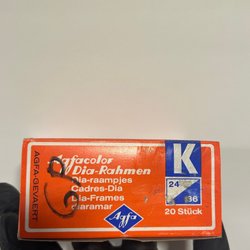 AGFA-GEVAERT
Agfacolor
Dia-Rahmen
Dia-raampjes
Cadres-Dia
Dia-Frames
diaramar
Agfa
K
24
36
20 Stück